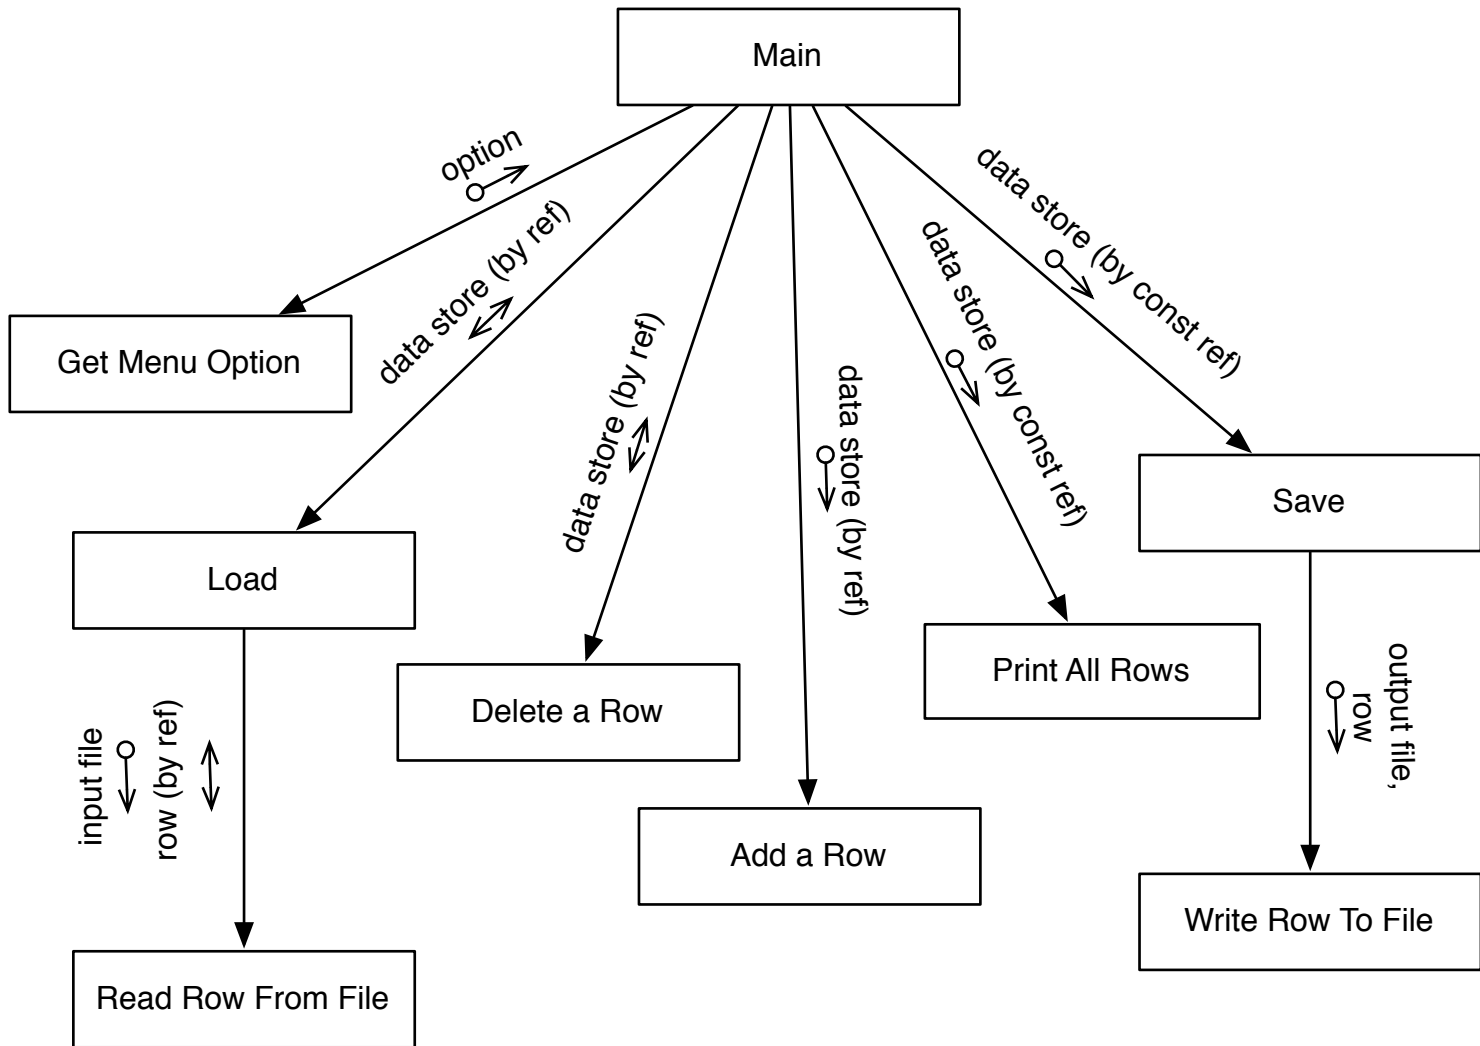 Main
option
data store (by ref)
data store (by ref)
data store (by ref)
data store (by const ref)
data store (by const ref)
Get Menu Option
Load
Delete a Row
Add a Row
Print All Rows
Save
input file
row (by ref)
output file,
row
Read Row From File
Write Row To File